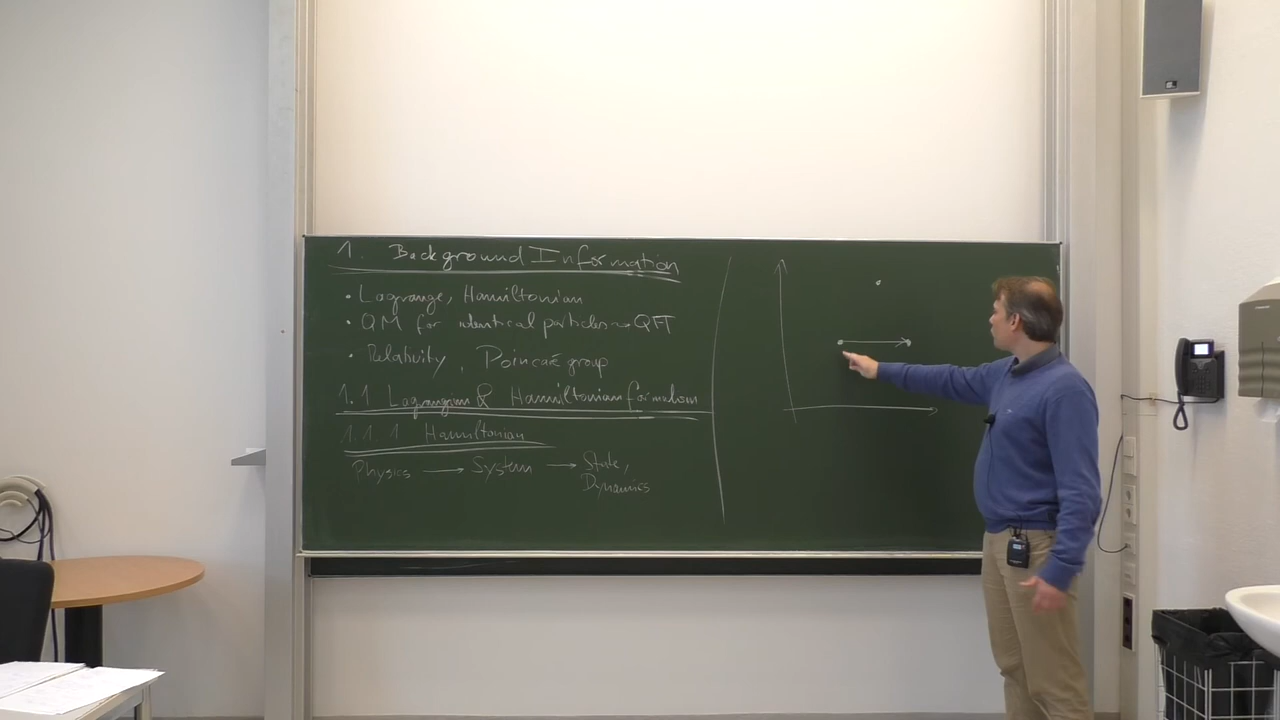 1. Background Information
• Lagrange, Hamiltonian
• QM for identical particles → QFT
• Relativity, Poincaré group
1.1 Lagrangian & Hamiltonian formalism
1.1.1 Hamiltonian
Physics → System → State,
Dynamics